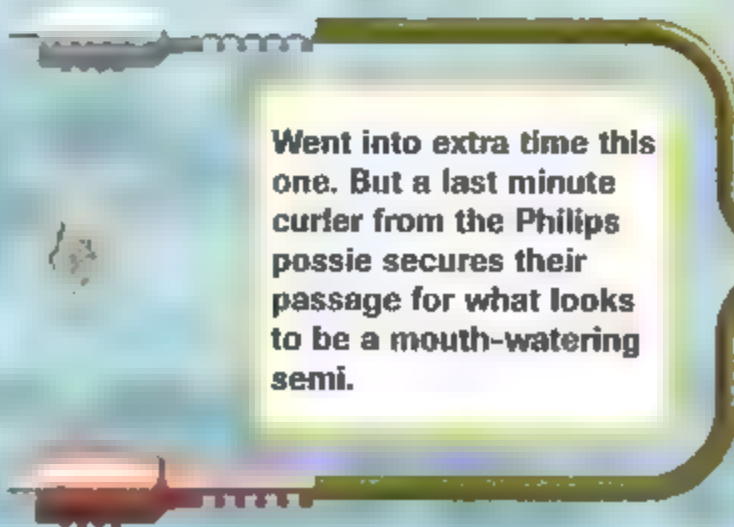 Went into extra time this
one. But a last minute
curler from the Philips
possie secures their
passage for what looks
to be a mouth-watering
semi.